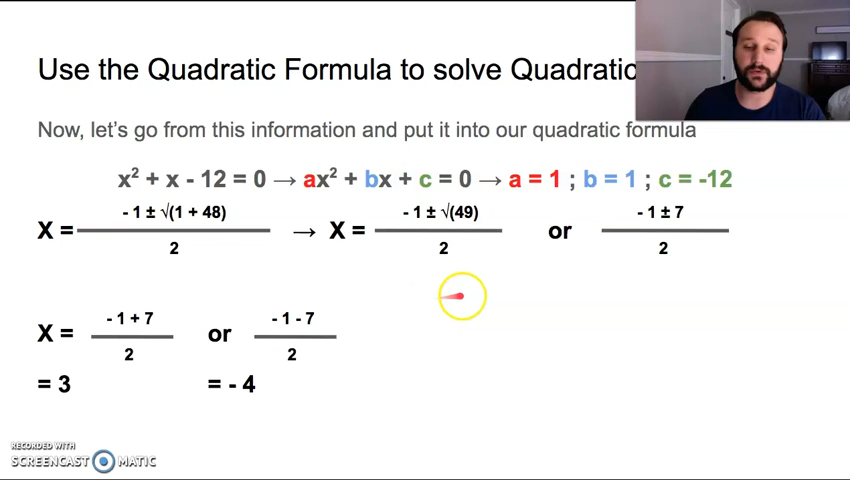 Use the Quadratic Formula to solve Quadratic
Now, let's go from this information and put it into our quadratic formula
x² + x - 12 = 0 → ax² + bx + c = 0 → a = 1 ; b = 1 ; c = -12
X = - 1 ± √(1 + 48) / 2 → X = - 1 ± √(49) / 2 or - 1 ± 7 / 2
X = - 1 + 7 / 2 or - 1 - 7 / 2
= 3 = - 4
RECORDED WITH
SCREENCAST MATIC